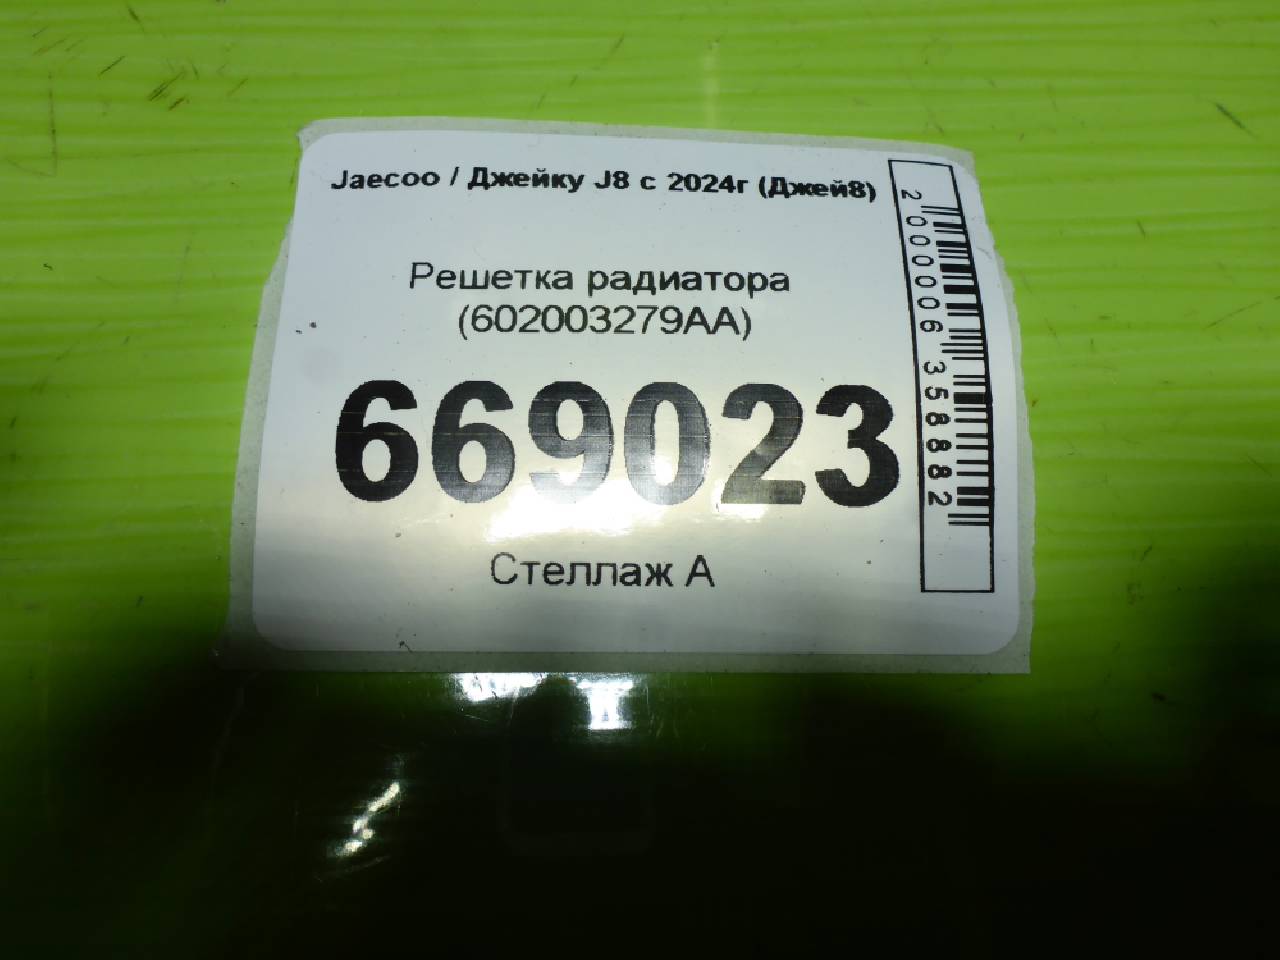 Jaecoo / Джейку J8 с 2024г (Джей8)
Решетка радиатора
(602003279AA)
669023
Стеллаж А
2000006358882